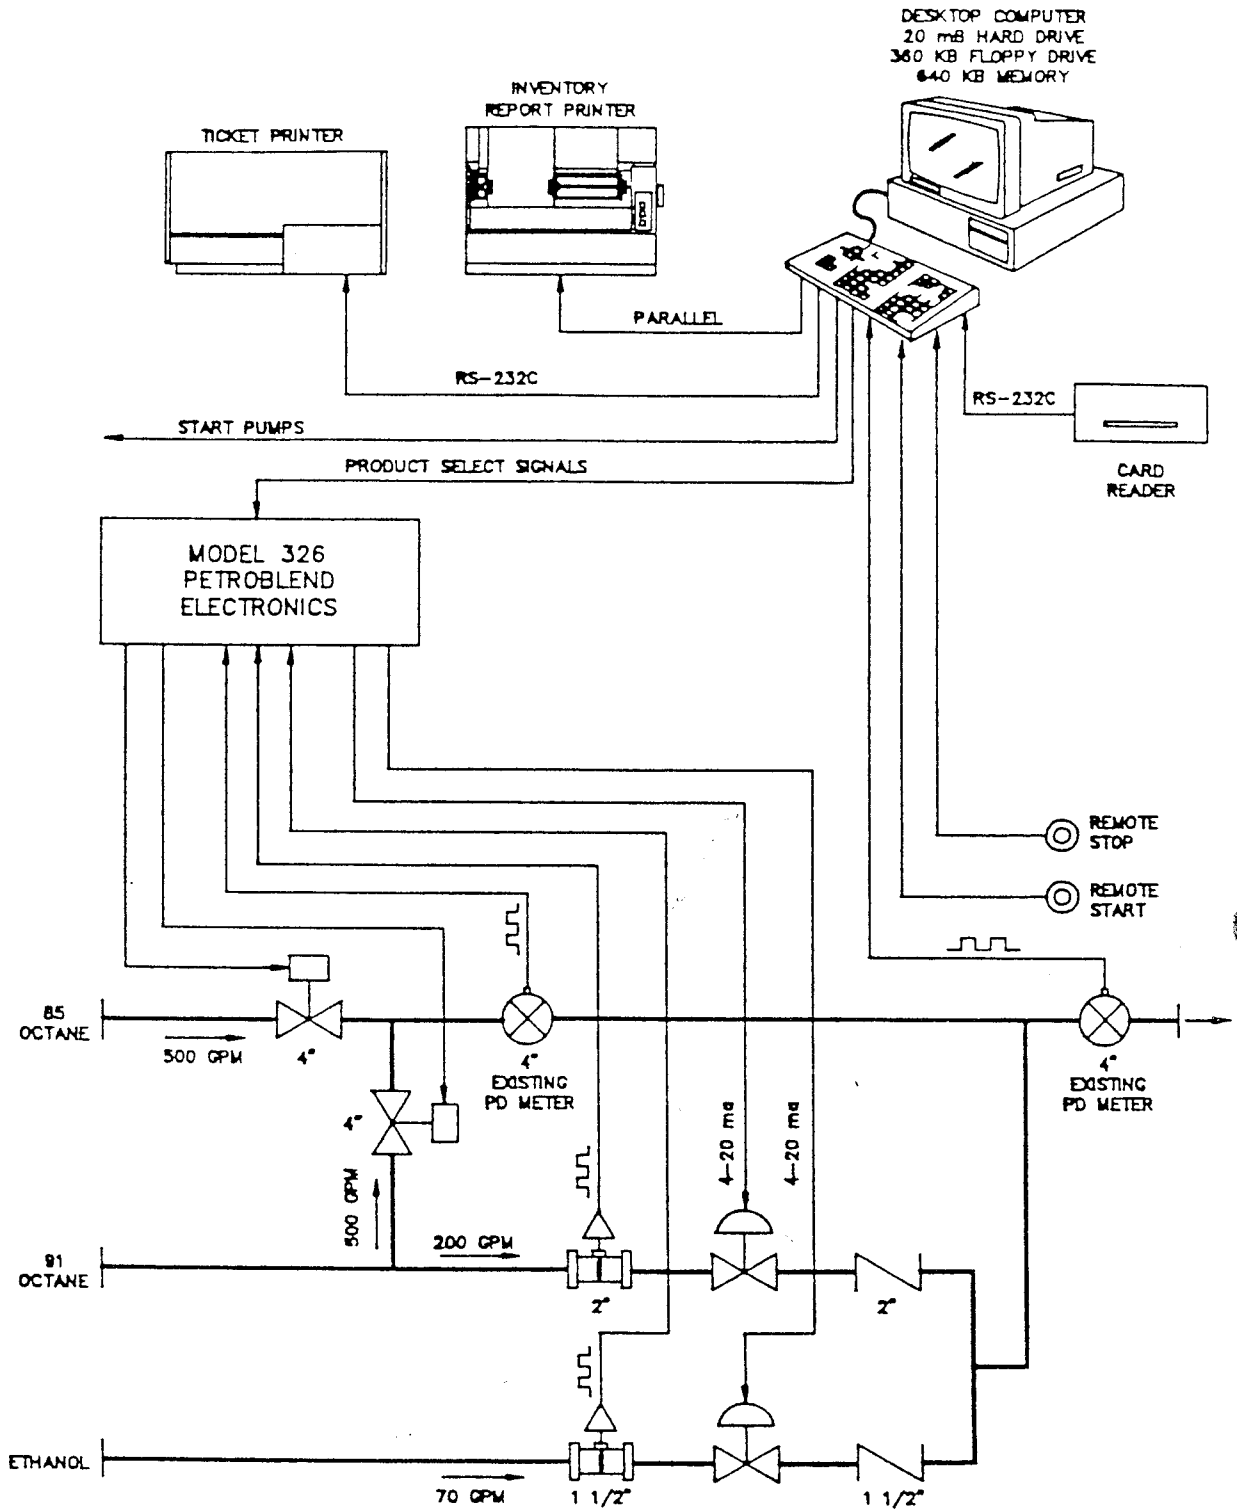 DESKTOP COMPUTER
20 mB HARD DRIVE
360 KB FLOPPY DRIVE
640 KB MEMORY
INVENTORY
REPORT PRINTER
TICKET PRINTER
PARALLEL
RS-232C
RS-232C
START PUMPS
CARD
READER
PRODUCT SELECT SIGNALS
MODEL 326
PETROBLEND
ELECTRONICS
REMOTE
STOP
REMOTE
START
85
OCTANE
500 GPM
4"
4"
EXISTING
PD METER
4"
EXISTING
PD METER
4"
500 GPM
4-20 ma
4-20 ma
91
OCTANE
200 GPM
2"
2"
ETHANOL
70 GPM
1 1/2"
1 1/2"